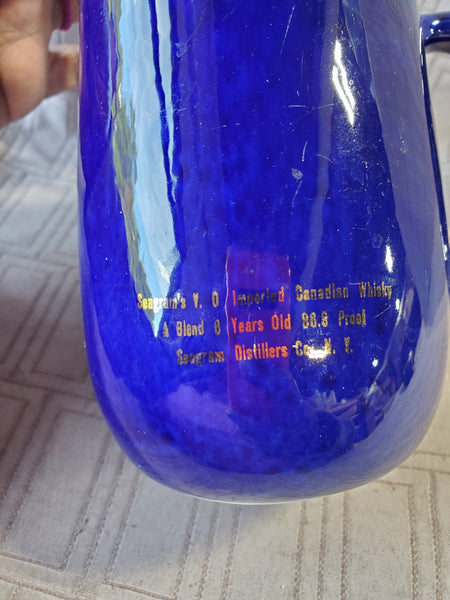 Seagram's V. O Imported Canadian Whisky
A Blend 6 Years Old 86.8 Proof
Seagram Distillers Co., N. Y.